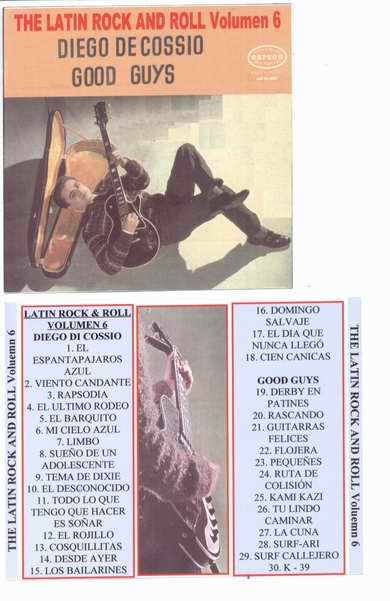 THE LATIN ROCK AND ROLL Volumen 6
DIEGO DE COSSIO
GOOD GUYS
ORFEON
THE LATIN ROCK AND ROLL Voluemn 6
LATIN ROCK & ROLL
VOLUMEN 6
DIEGO DI COSSIO
1. EL
ESPANTAPAJAROS
AZUL
2. VIENTO CANDANTE
3. RAPSODIA
4. EL ULTIMO RODEO
5. EL BARQUITO
6. MI CIELO AZUL
7. LIMBO
8. SUEÑO DE UN
ADOLESCENTE
9. TEMA DE DIXIE
10. EL DESCONOCIDO
11. TODO LO QUE
TENGO QUE HACER
ES SOÑAR
12. EL ROJILLO
13. COSQUILLITAS
14. DESDE AYER
15. LOS BAILARINES
16. DOMINGO
SALVAJE
17. EL DIA QUE
NUNCA LLEGÓ
18. CIEN CANICAS
GOOD GUYS
19. DERBY EN
PATINES
20. RASCANDO
21. GUITARRAS
FELICES
22. FLOJERA
23. PEQUEÑES
24. RUTA DE
COLISIÓN
25. KAMI KAZI
26. TU LINDO
CAMINAR
27. LA CUNA
28. SURF-ARI
29. SURF CALLEJERO
30. K - 39
THE LATIN ROCK AND ROLL Voluemn 6